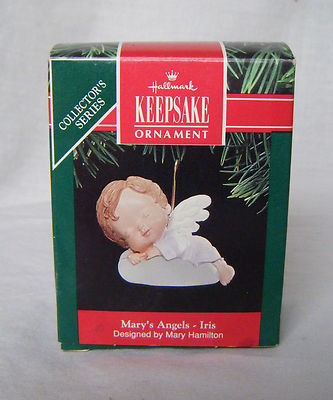 COLLECTOR'S
SERIES
Hallmark
KEEPSAKE
ORNAMENT
Mary's Angels - Iris
Designed by Mary Hamilton